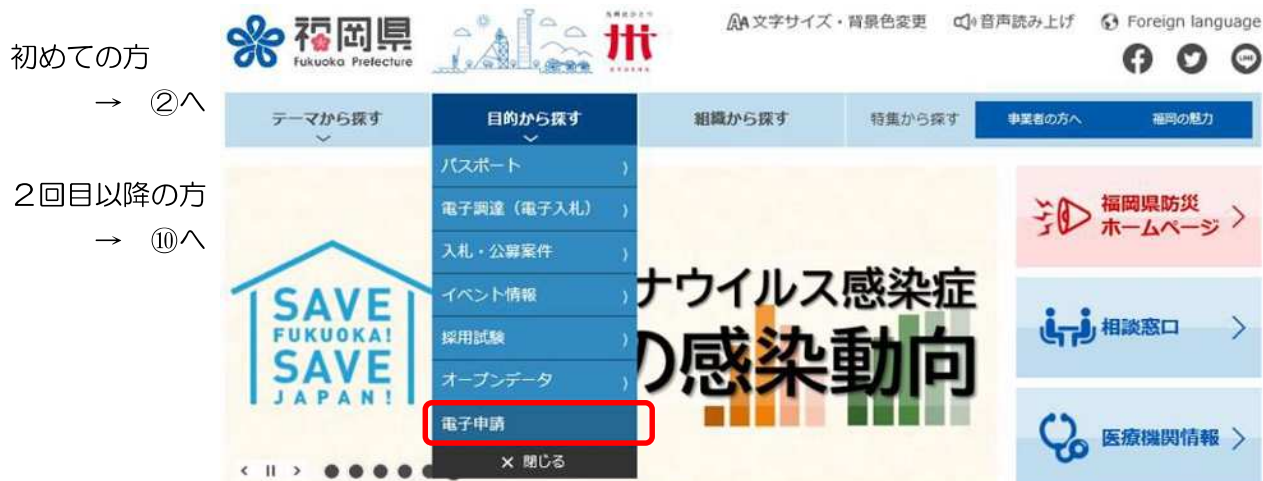 初めての方
→ ②へ
2回目以降の方
→ ⑩へ
福岡県
Fukuoka Prefecture
文字サイズ・背景色変更 音声読み上げ Foreign language
テーマから探す 目的から探す 組織から探す 特集から探す 事業者の方へ 福岡の魅力
パスポート
電子調達（電子入札）
入札・公募案件
イベント情報
採用試験
オープンデータ
電子申請
× 閉じる
SAVE
FUKUOKA!
SAVE
JAPAN!
ナウイルス感染症
の感染動向
福岡県防災
ホームページ
相談窓口
医療機関情報